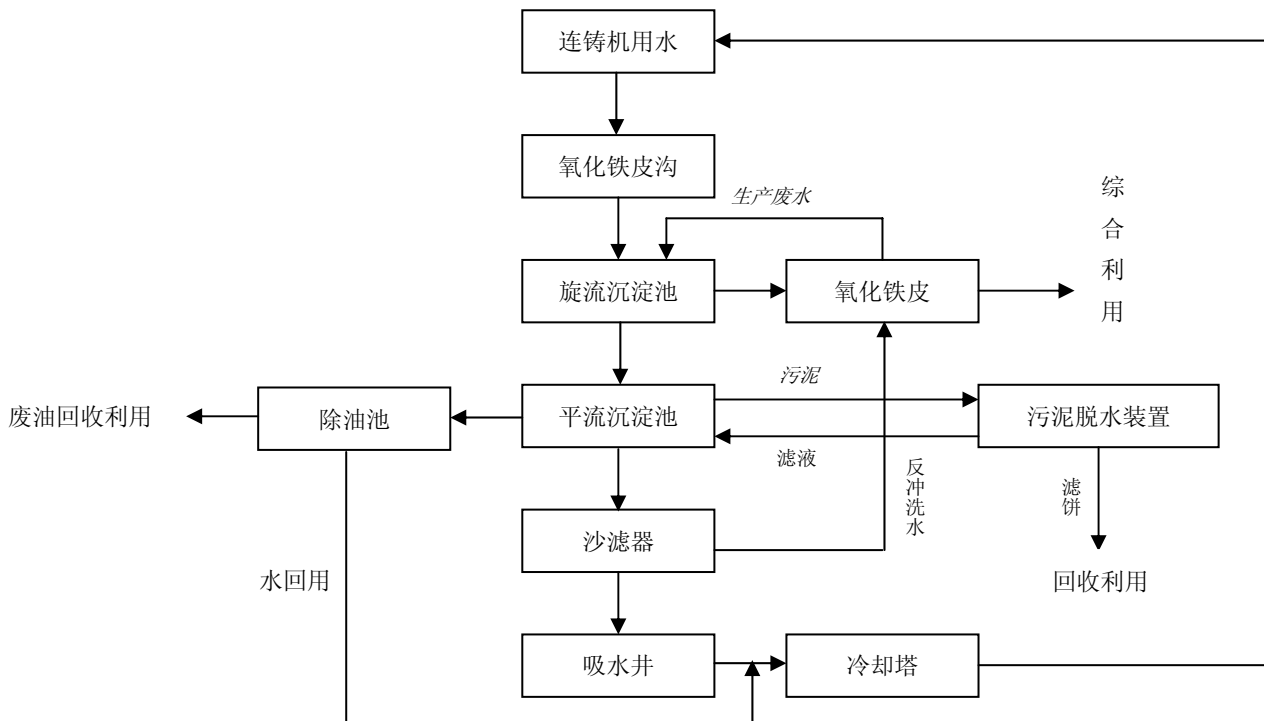 连铸机用水
氧化铁皮沟
生产废水
综合利用
旋流沉淀池
氧化铁皮
污泥
废油回收利用
除油池
平流沉淀池
污泥脱水装置
滤液
反冲洗水
滤饼
沙滤器
水回用
回收利用
吸水井
冷却塔